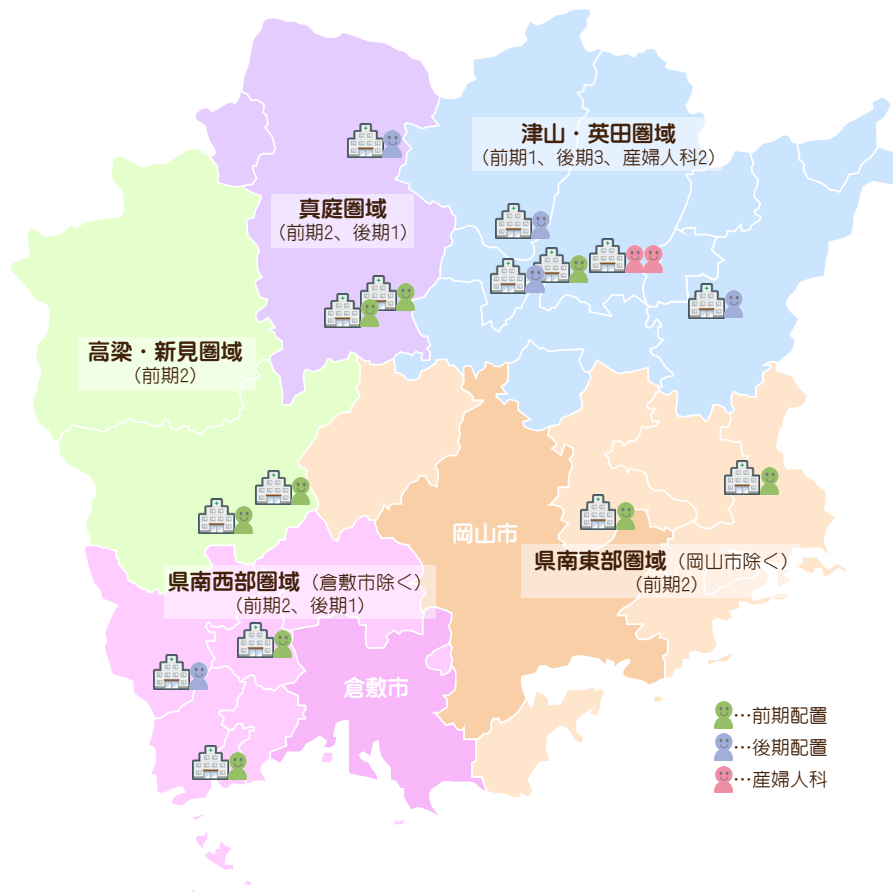 津山・英田圏域
（前期1、後期3、産婦人科2）
真庭圏域
（前期2、後期1）
高梁・新見圏域
（前期2）
岡山市
県南東部圏域（岡山市除く）
（前期2）
県南西部圏域（倉敷市除く）
（前期2、後期1）
倉敷市
…前期配置
…後期配置
…産婦人科